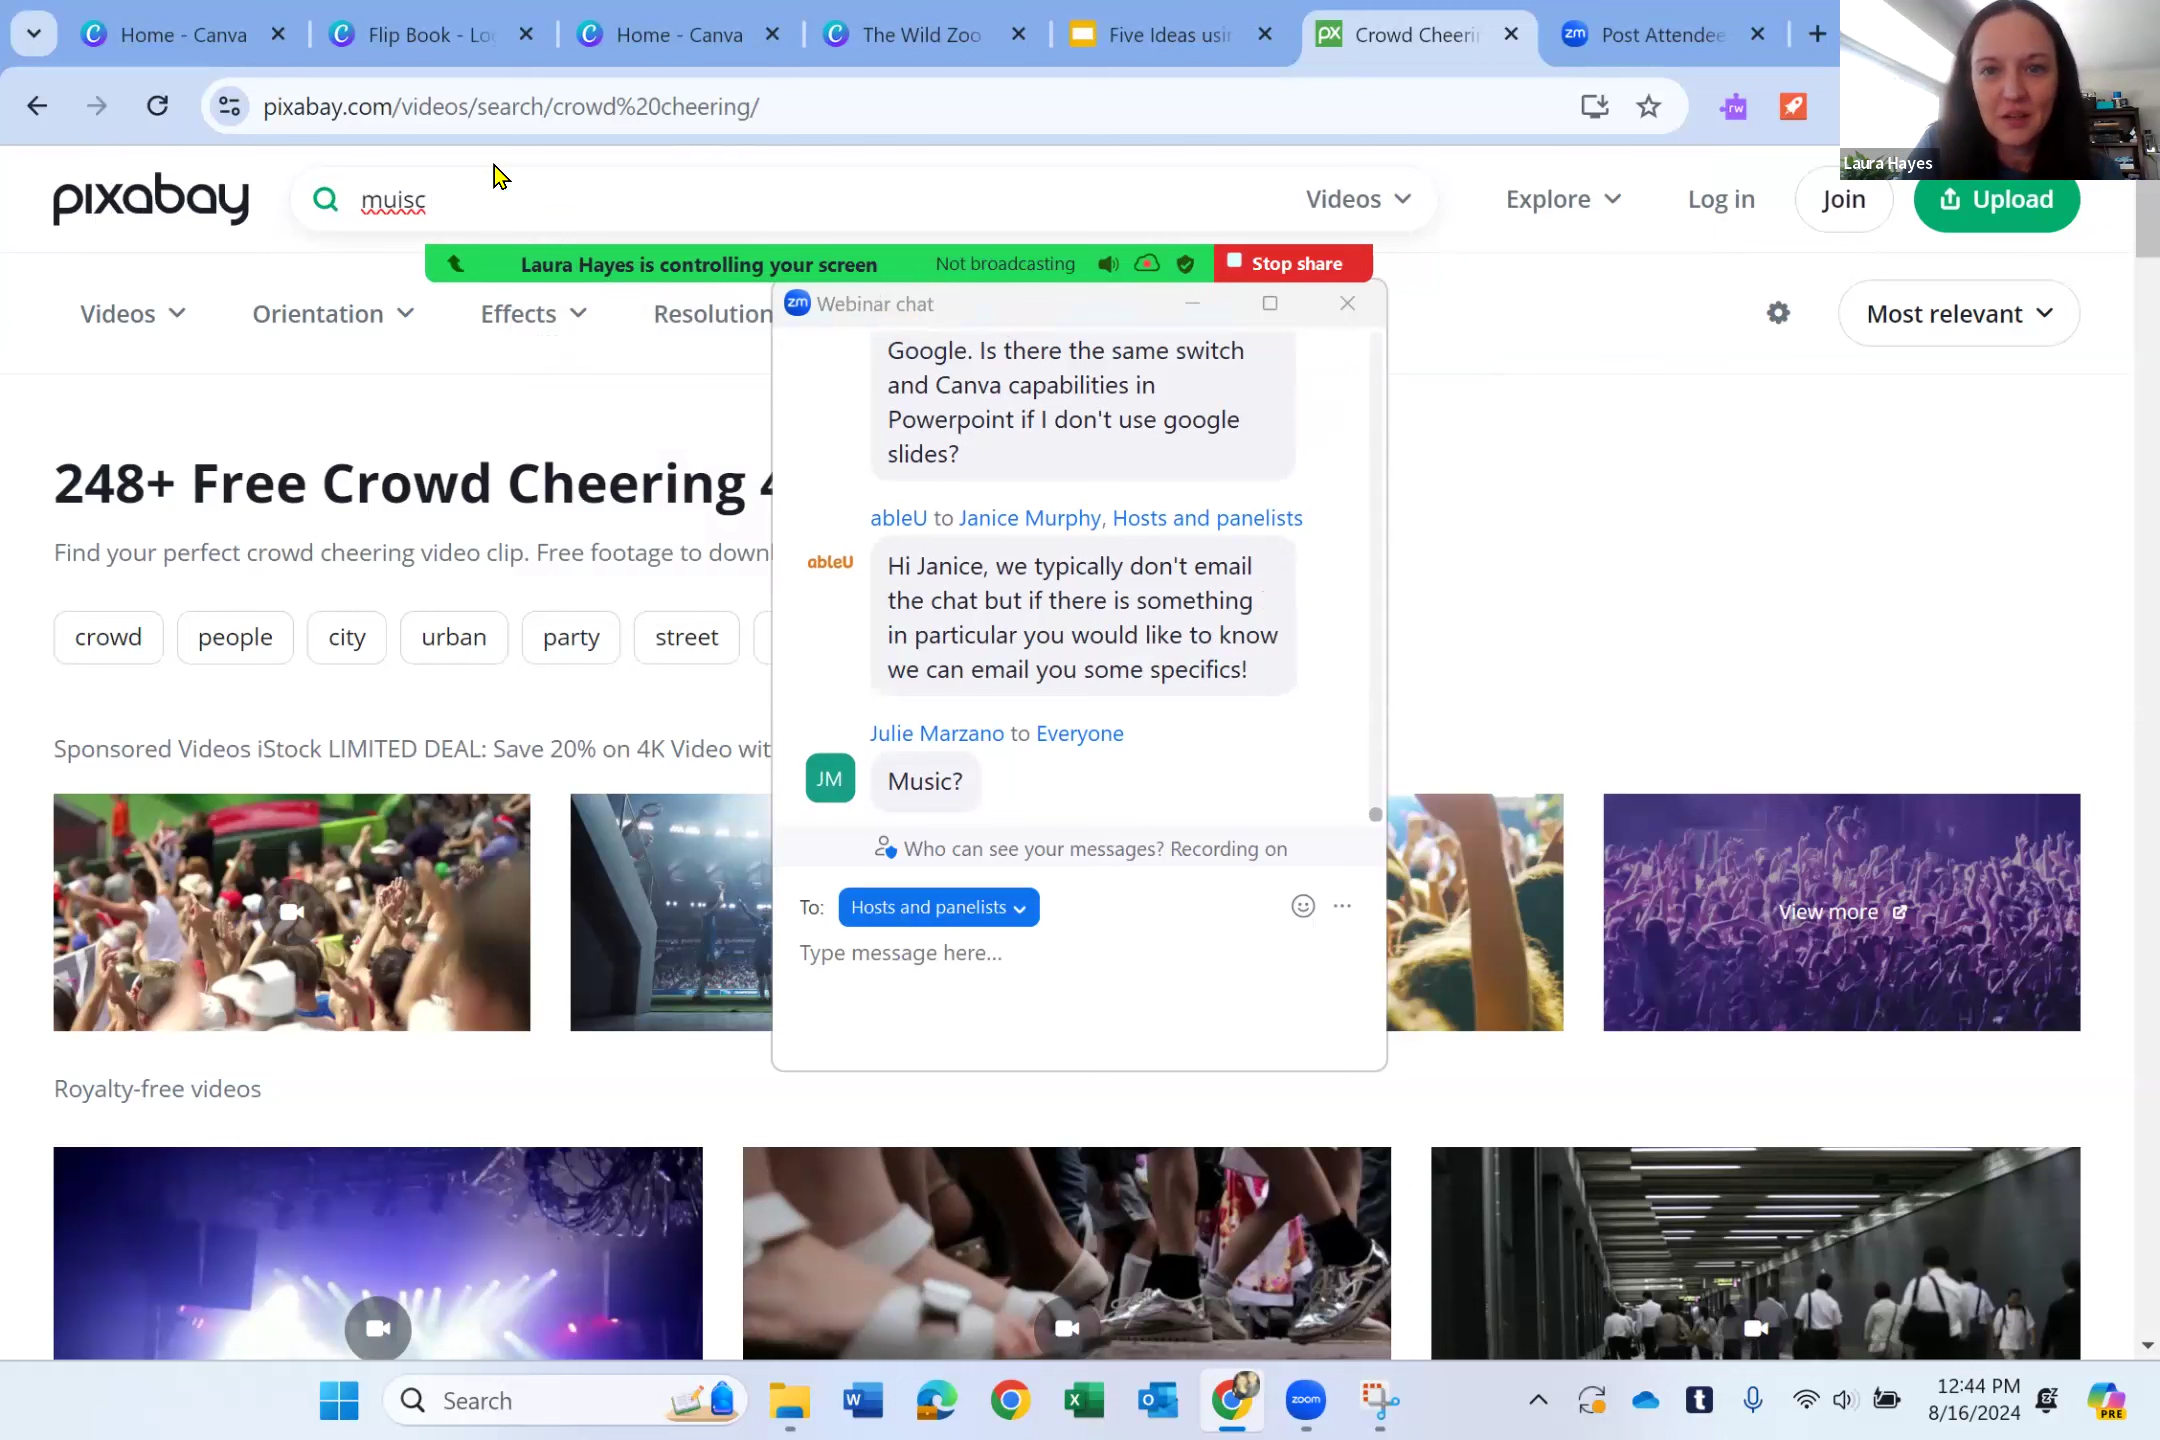 Home - Canva
Flip Book - Lo
Home - Canva
The Wild Zoo
Five Ideas usi
Crowd Cheeri
Post Attendee
pixabay.com/videos/search/crowd%20cheering/
rw
Laura Hayes
pixabay
muisc
Videos
Explore
Log in
Join
Upload
Laura Hayes is controlling your screen
Not broadcasting
Stop share
Videos
Orientation
Effects
Resolution
Most relevant
zm Webinar chat
Google. Is there the same switch
and Canva capabilities in
Powerpoint if I don't use google
slides?
ableU to Janice Murphy, Hosts and panelists
ableU
Hi Janice, we typically don't email
the chat but if there is something
in particular you would like to know
we can email you some specifics!
Julie Marzano to Everyone
JM
Music?
Who can see your messages? Recording on
To: Hosts and panelists
Type message here...
248+ Free Crowd Cheering 4
Find your perfect crowd cheering video clip. Free footage to down
crowd
people
city
urban
party
street
Sponsored Videos iStock LIMITED DEAL: Save 20% on 4K Video wit
View more
Royalty-free videos
Search
zoom
12:44 PM
8/16/2024
PRE